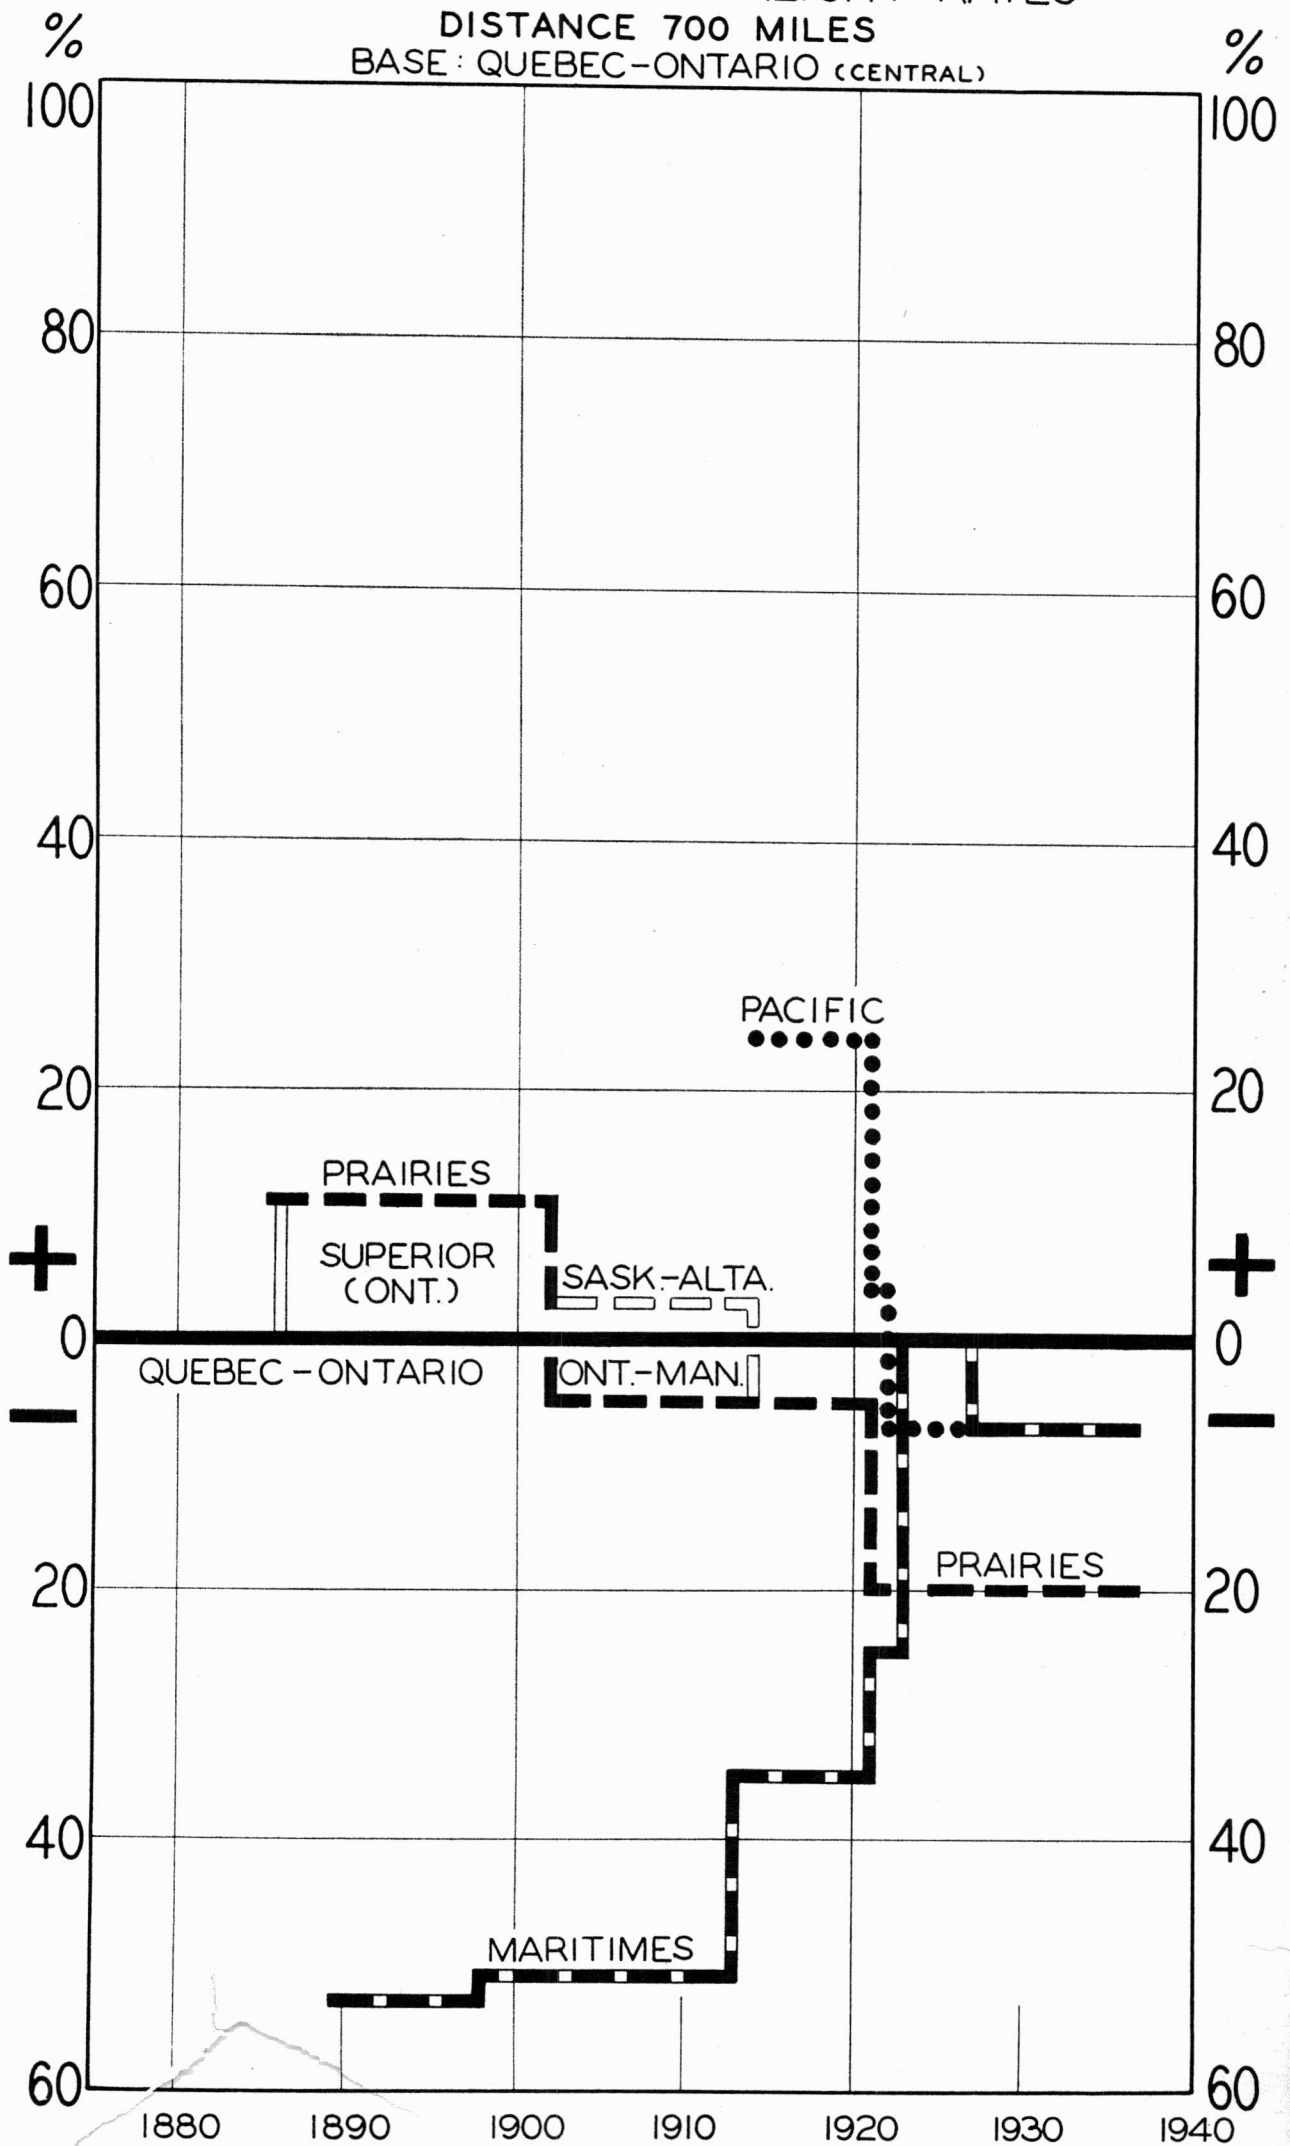 DISTANCE 700 MILES
% BASE: QUEBEC-ONTARIO (CENTRAL) %
100 100
80 80
60 60
40 40
PACIFIC
20 20
PRAIRIES
SUPERIOR
(ONT.)
+ SASK.-ALTA. +
0 0
QUEBEC-ONTARIO ONT.-MAN.
- -
PRAIRIES
20 20
40 40
MARITIMES
60 60
1880 1890 1900 1910 1920 1930 1940